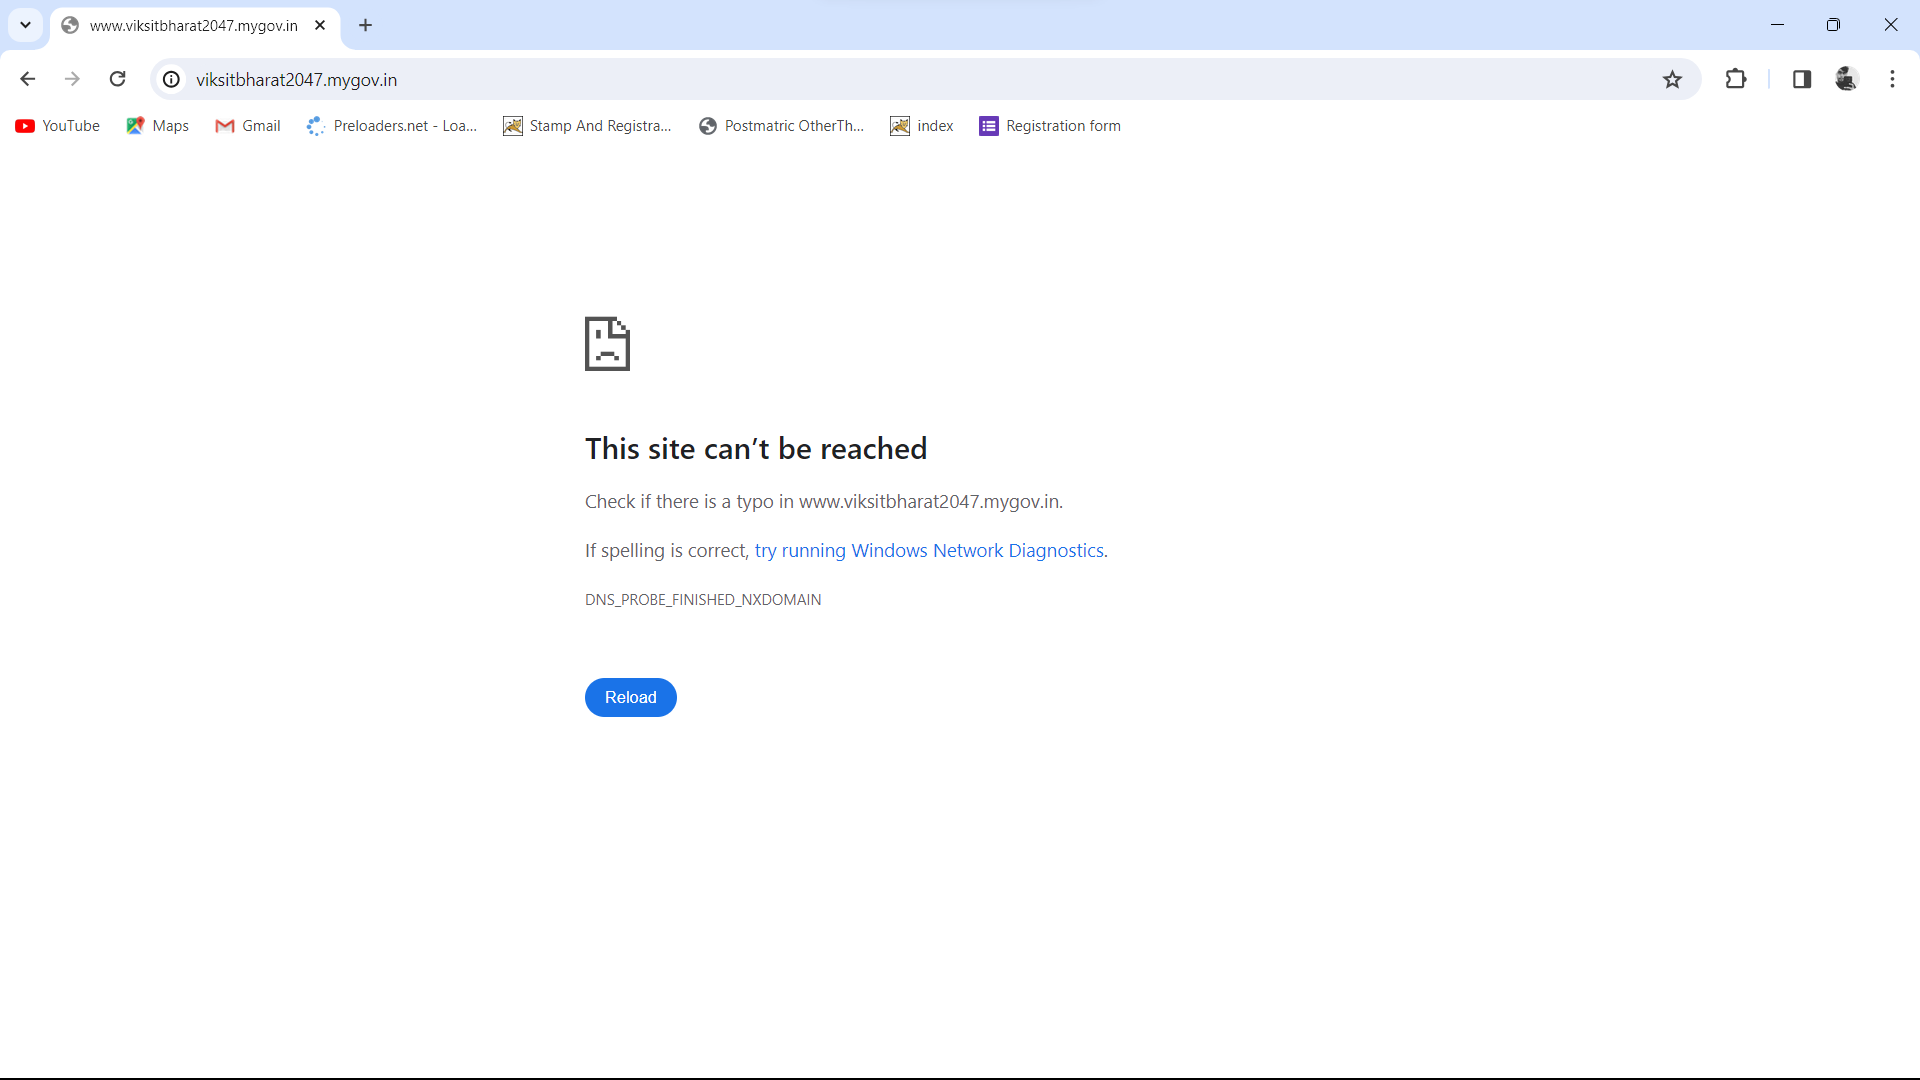 www.viksitbharat2047.mygov.in
viksitbharat2047.mygov.in
YouTube Maps Gmail Preloaders.net - Loa... Stamp And Registra... Postmatric OtherTh... index Registration form
This site can’t be reached
Check if there is a typo in www.viksitbharat2047.mygov.in.
If spelling is correct, try running Windows Network Diagnostics.
DNS_PROBE_FINISHED_NXDOMAIN
Reload